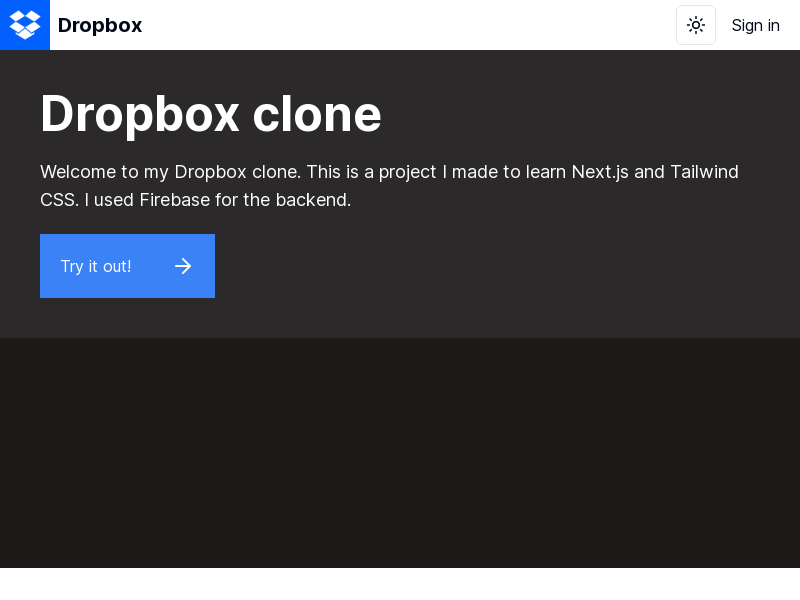 Dropbox
Sign in
Dropbox clone
Welcome to my Dropbox clone. This is a project I made to learn Next.js and Tailwind
CSS. I used Firebase for the backend.
Try it out!